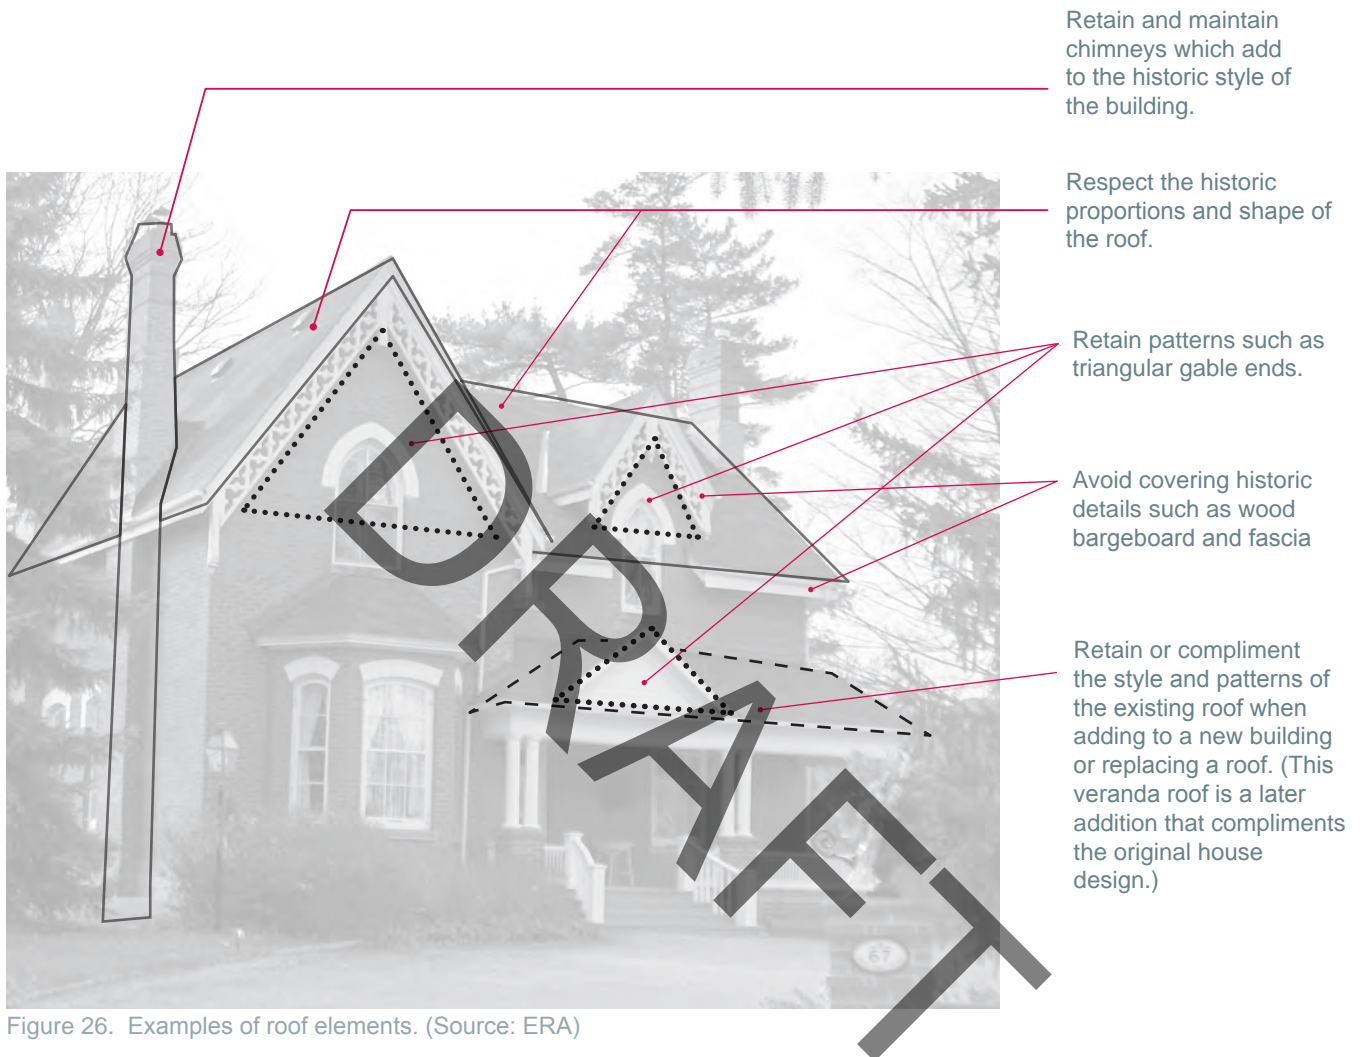 Retain and maintain
chimneys which add
to the historic style of
the building.
Respect the historic
proportions and shape of
the roof.
Retain patterns such as
triangular gable ends.
Avoid covering historic
details such as wood
bargeboard and fascia
Retain or compliment
the style and patterns of
the existing roof when
adding to a new building
or replacing a roof. (This
veranda roof is a later
addition that compliments
the original house
design.)
DRAFT
67
Figure 26. Examples of roof elements. (Source: ERA)